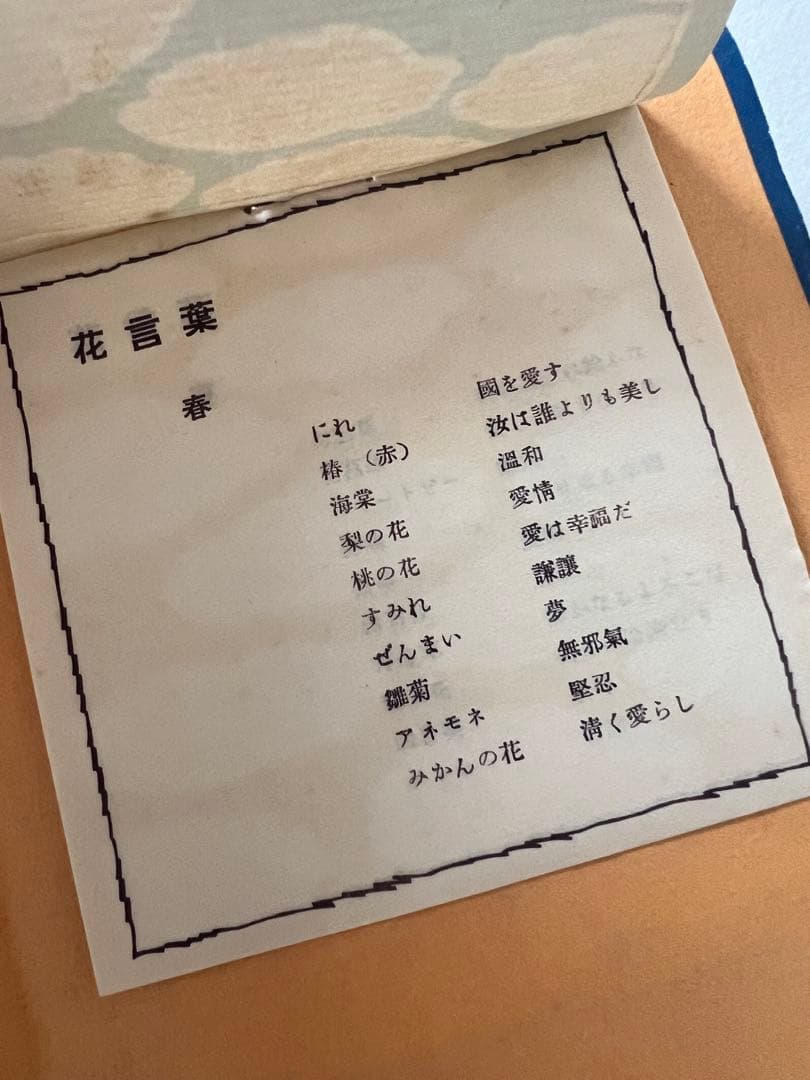 花言葉
春
にれ 國を愛す
椿（赤） 汝は誰よりも美し
海棠 溫和
梨の花 愛情
桃の花 愛は幸福だ
すみれ 謙讓
ぜんまい 夢
雛菊 無邪氣
アネモネ 堅忍
みかんの花 清く愛らし